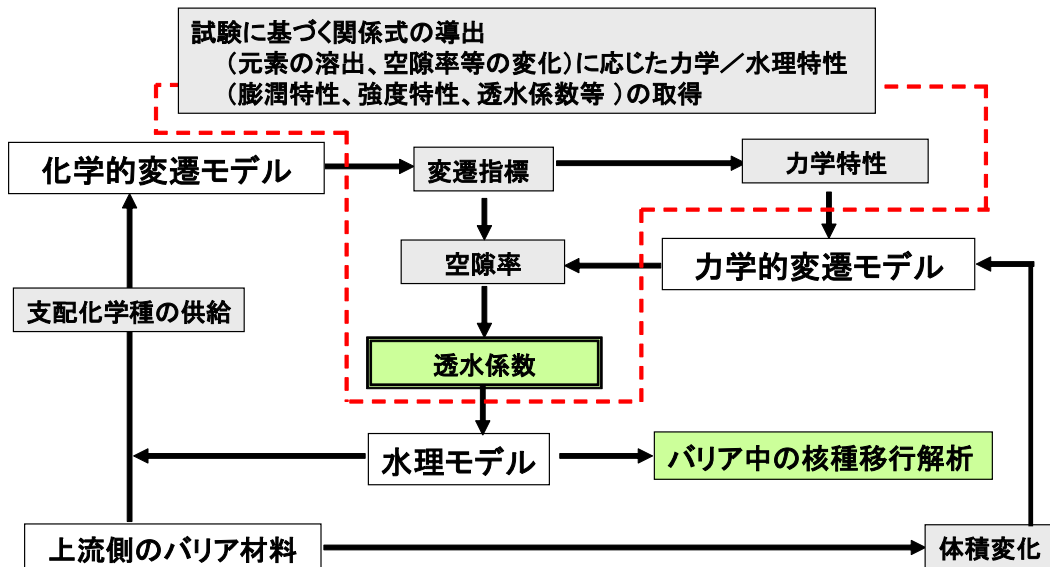 試験に基づく関係式の導出
(元素の溶出、空隙率等の変化)に応じた力学／水理特性
(膨潤特性、強度特性、透水係数等 )の取得
化学的変遷モデル
変遷指標
力学特性
空隙率
力学的変遷モデル
支配化学種の供給
透水係数
水理モデル
バリア中の核種移行解析
上流側のバリア材料
体積変化